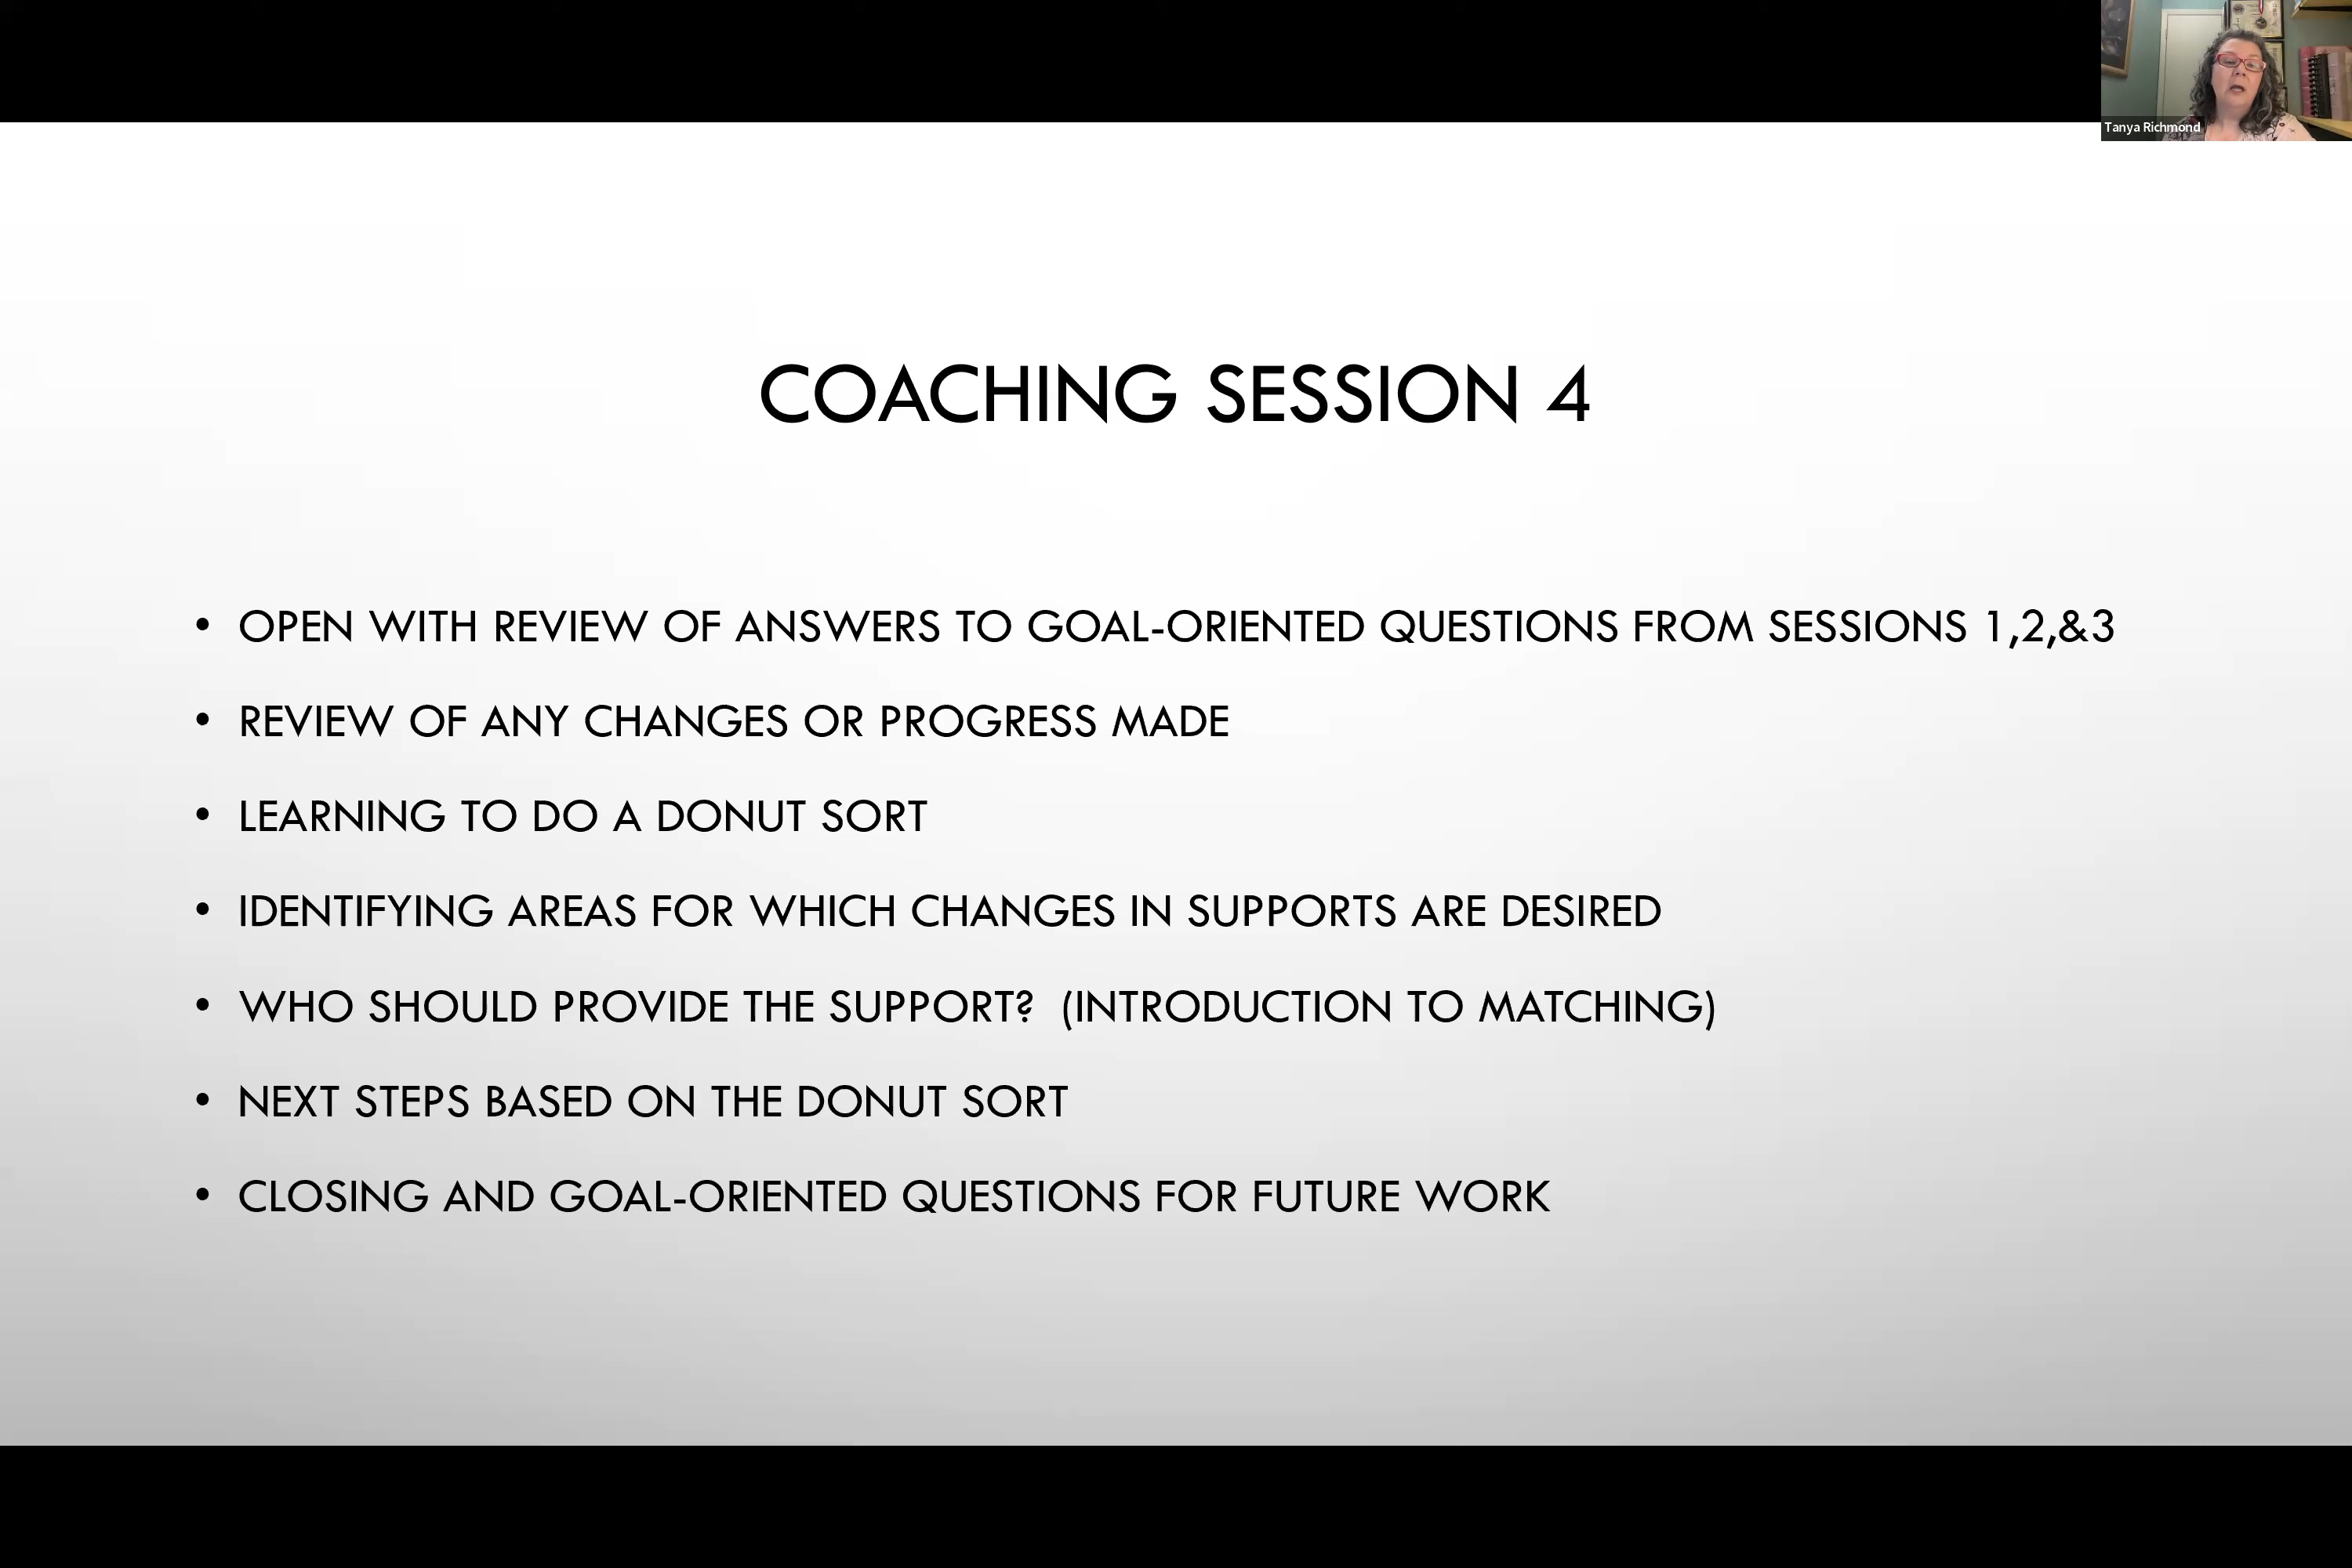 Tanya Richmond
COACHING SESSION 4
• OPEN WITH REVIEW OF ANSWERS TO GOAL-ORIENTED QUESTIONS FROM SESSIONS 1,2,&3
• REVIEW OF ANY CHANGES OR PROGRESS MADE
• LEARNING TO DO A DONUT SORT
• IDENTIFYING AREAS FOR WHICH CHANGES IN SUPPORTS ARE DESIRED
• WHO SHOULD PROVIDE THE SUPPORT?  (INTRODUCTION TO MATCHING)
• NEXT STEPS BASED ON THE DONUT SORT
• CLOSING AND GOAL-ORIENTED QUESTIONS FOR FUTURE WORK